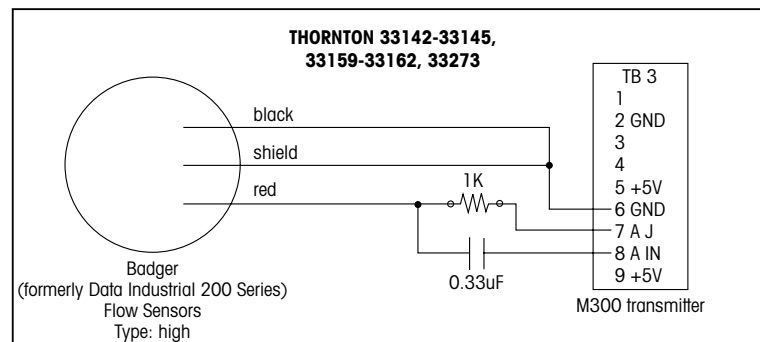 THORNTON 33142-33145,
33159-33162, 33273
black
shield
red
1K
0.33uF
Badger
(formerly Data Industrial 200 Series)
Flow Sensors
Type: high
TB 3
1
2 GND
3
4
5 +5V
6 GND
7 A J
8 A IN
9 +5V
M300 transmitter